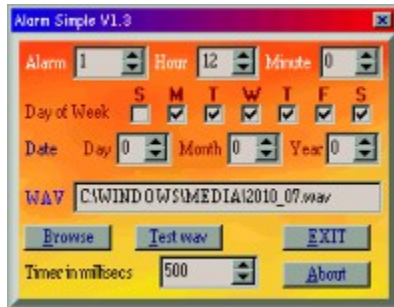 Alarm Simple V1.3
Alarm 1 Hour 12 Minute 0
S M T W T F S
Day of Week
Date Day 0 Month 0 Year 0
WAV C:\WINDOWS\MEDIA\2010_07.wav
Browse Test wav EXIT
Timer in millisecs 500 About